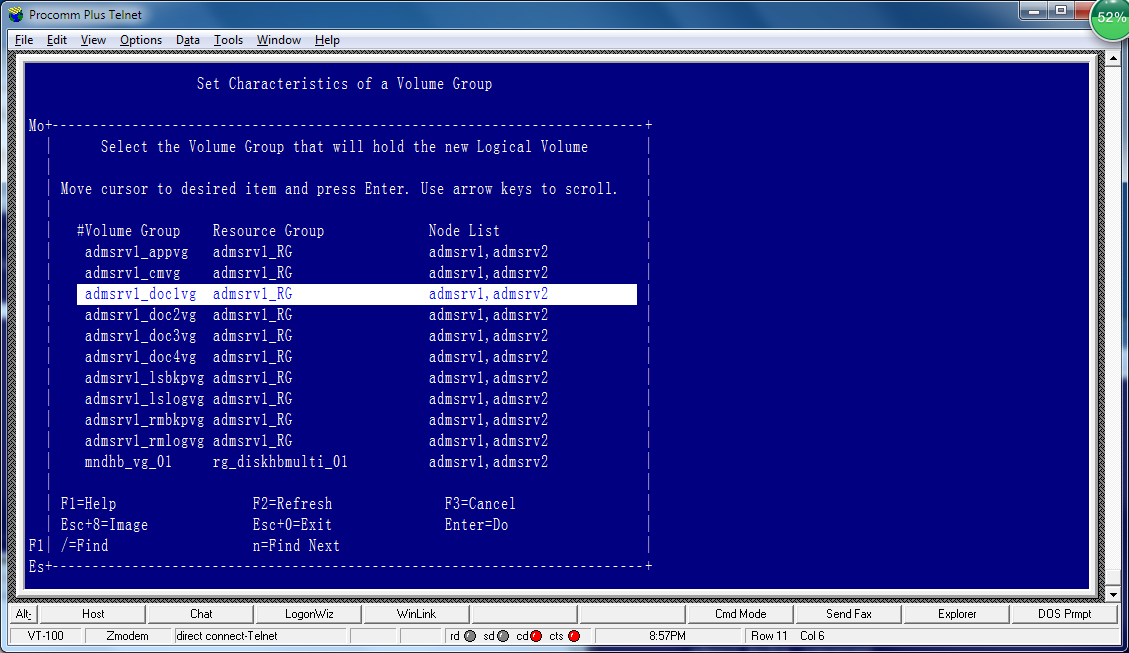 Procomm Plus Telnet
52%
File Edit View Options Data Tools Window Help
Set Characteristics of a Volume Group
Mo+--------------------------------------------------------------------------+
Select the Volume Group that will hold the new Logical Volume
Move cursor to desired item and press Enter. Use arrow keys to scroll.
#Volume Group Resource Group Node List
admsrv1_appvg admsrv1_RG admsrv1,admsrv2
admsrv1_cmvg admsrv1_RG admsrv1,admsrv2
admsrv1_doc1vg admsrv1_RG admsrv1,admsrv2
admsrv1_doc2vg admsrv1_RG admsrv1,admsrv2
admsrv1_doc3vg admsrv1_RG admsrv1,admsrv2
admsrv1_doc4vg admsrv1_RG admsrv1,admsrv2
admsrv1_lsbkpvg admsrv1_RG admsrv1,admsrv2
admsrv1_lslogvg admsrv1_RG admsrv1,admsrv2
admsrv1_rmbkpvg admsrv1_RG admsrv1,admsrv2
admsrv1_rmlogvg admsrv1_RG admsrv1,admsrv2
mndhb_vg_01 rg_diskhbmulti_01 admsrv1,admsrv2
F1=Help F2=Refresh F3=Cancel
Esc+8=Image Esc+0=Exit Enter=Do
F1| /=Find n=Find Next
Es+--------------------------------------------------------------------------+
Alt- Host Chat LogonWiz WinLink Cmd Mode Send Fax Explorer DOS Prmpt
VT-100 Zmodem direct connect-Telnet rd sd cd cts 8:57PM Row 11 Col 6